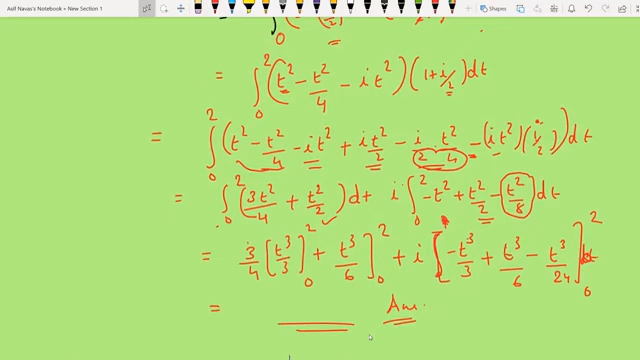 Asif Navas's Notebook » New Section 1
Shapes
∫₀² (t² - t²/4 - it²)(1+i/2)dt
= ∫₀² (t² - t²/4 - it² + it²/2 - i/2 t²/4 - (it²)(i/2))dt
= ∫₀² (3t²/4 + t²/2)dt + i∫₀² -t² + t²/2 - t²/8 dt
= 3/4 [t³/3]₀² + t³/6]₀² + i[-t³/3 + t³/6 - t³/24]₀²
= Ans.